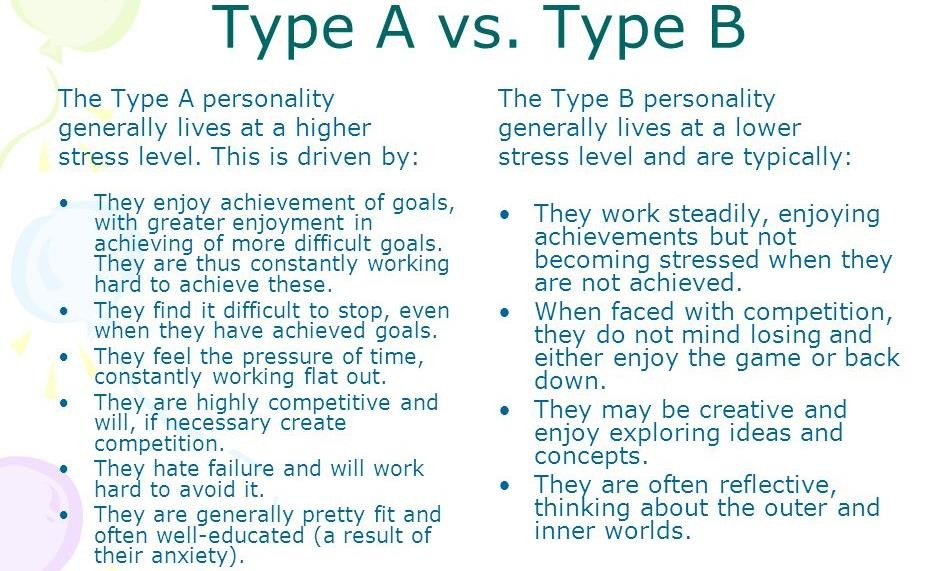 Type A vs. Type B
The Type A personality
generally lives at a higher
stress level. This is driven by:
• They enjoy achievement of goals,
with greater enjoyment in
achieving of more difficult goals.
They are thus constantly working
hard to achieve these.
• They find it difficult to stop, even
when they have achieved goals.
• They feel the pressure of time,
constantly working flat out.
• They are highly competitive and
will, if necessary create
competition.
• They hate failure and will work
hard to avoid it.
• They are generally pretty fit and
often well-educated (a result of
their anxiety).
The Type B personality
generally lives at a lower
stress level and are typically:
• They work steadily, enjoying
achievements but not
becoming stressed when they
are not achieved.
• When faced with competition,
they do not mind losing and
either enjoy the game or back
down.
• They may be creative and
enjoy exploring ideas and
concepts.
• They are often reflective,
thinking about the outer and
inner worlds.